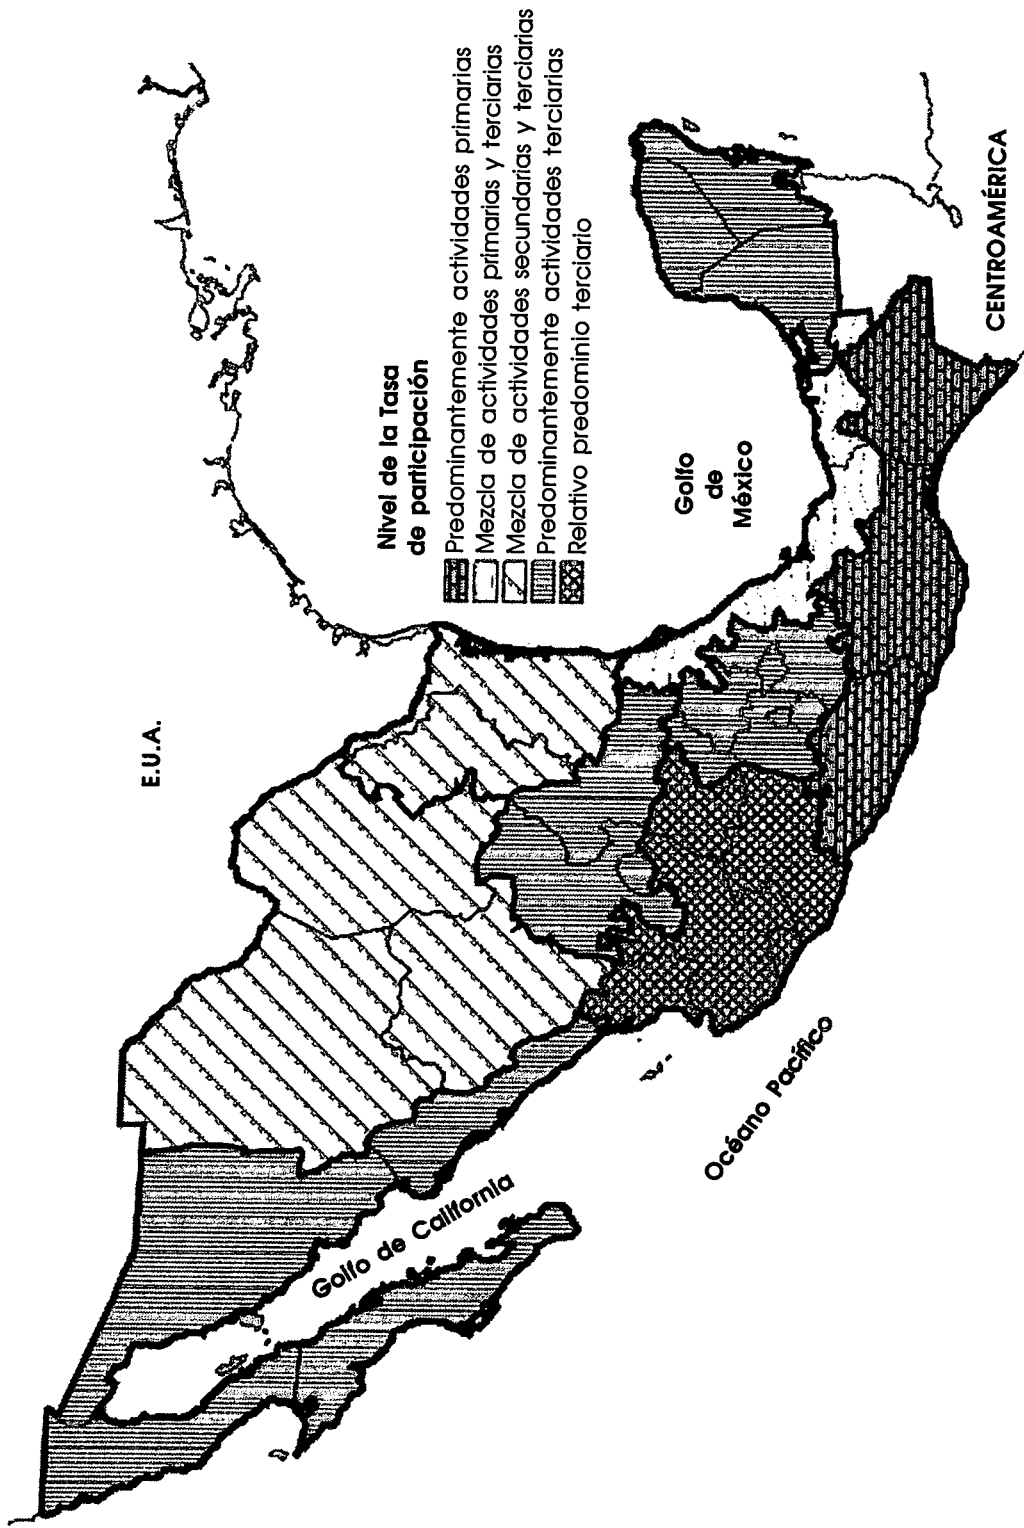 E.U.A.
Nivel de la Tasa
de participación
Predominantemente actividades primarias
Mezcla de actividades primarias y terciarias
Mezcla de actividades secundarias y terciarias
Predominantemente actividades terciarias
Relativo predominio terciario
Golfo
de
México
Golfo de California
Océano Pacífico
CENTROAMÉRICA